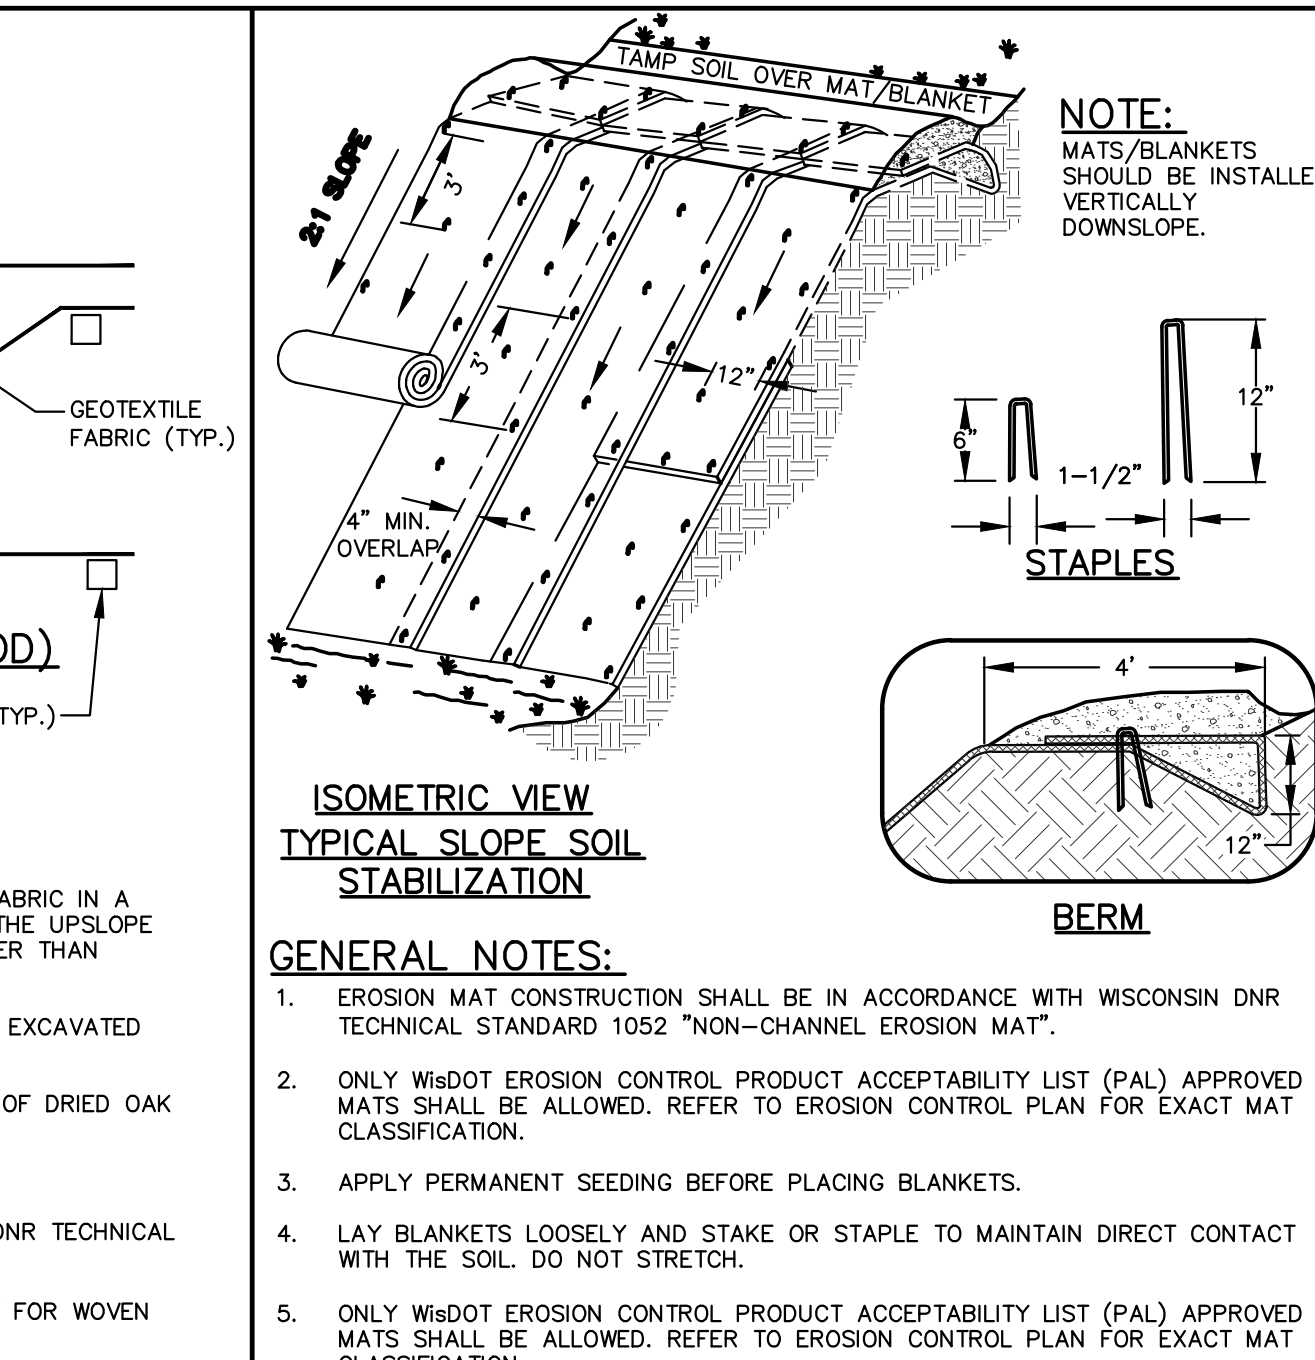 GEOTEXTILE
FABRIC (TYP.)
OD)
TYP.)
ABRIC IN A
THE UPSLOPE
ER THAN
EXCAVATED
OF DRIED OAK
DNR TECHNICAL
FOR WOVEN
TAMP SOIL OVER MAT/BLANKET
2:1 SLOPE
3'
3'
12"
4" MIN.
OVERLAP
NOTE:
MATS/BLANKETS
SHOULD BE INSTALLE
VERTICALLY
DOWNSLOPE.
6"
12"
1-1/2"
STAPLES
4'
12"
BERM
ISOMETRIC VIEW
TYPICAL SLOPE SOIL
STABILIZATION
GENERAL NOTES:
1. EROSION MAT CONSTRUCTION SHALL BE IN ACCORDANCE WITH WISCONSIN DNR
TECHNICAL STANDARD 1052 "NON-CHANNEL EROSION MAT".
2. ONLY WisDOT EROSION CONTROL PRODUCT ACCEPTABILITY LIST (PAL) APPROVED
MATS SHALL BE ALLOWED. REFER TO EROSION CONTROL PLAN FOR EXACT MAT
CLASSIFICATION.
3. APPLY PERMANENT SEEDING BEFORE PLACING BLANKETS.
4. LAY BLANKETS LOOSELY AND STAKE OR STAPLE TO MAINTAIN DIRECT CONTACT
WITH THE SOIL. DO NOT STRETCH.
5. ONLY WisDOT EROSION CONTROL PRODUCT ACCEPTABILITY LIST (PAL) APPROVED
MATS SHALL BE ALLOWED. REFER TO EROSION CONTROL PLAN FOR EXACT MAT
CLASSIFICATION